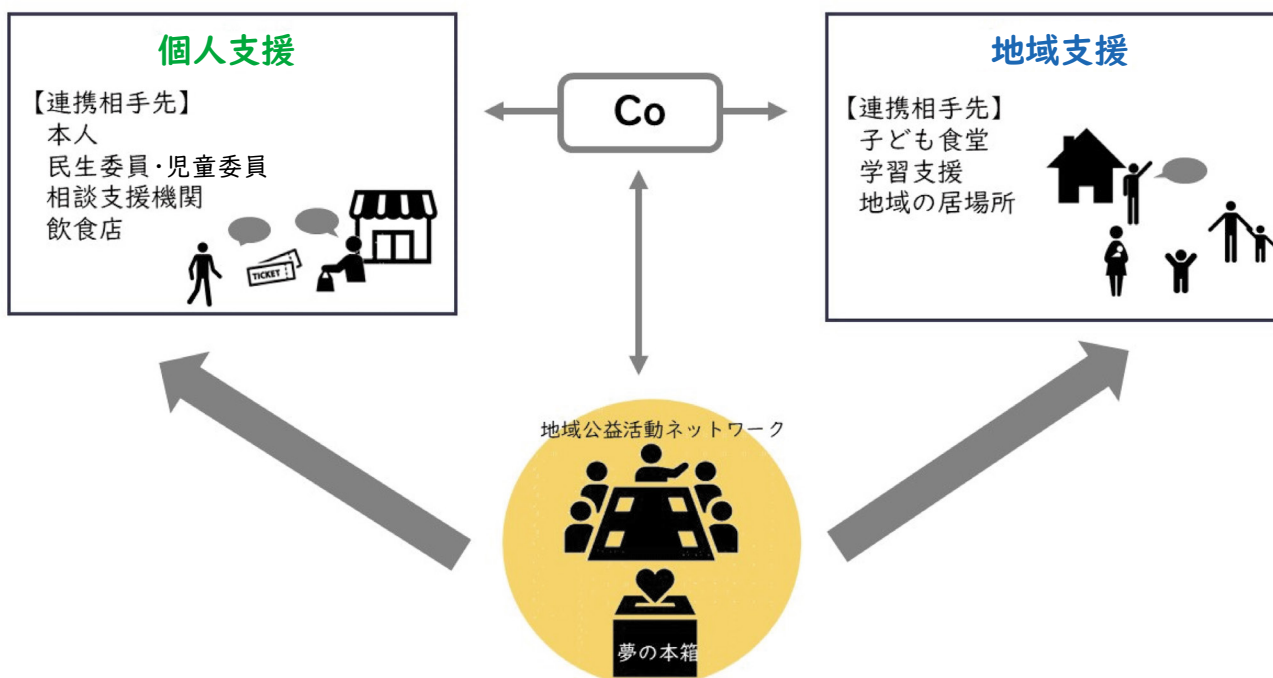 個人支援
【連携相手先】
本人
民生委員・児童委員
相談支援機関
飲食店
TICKET
Co
地域支援
【連携相手先】
子ども食堂
学習支援
地域の居場所
地域公益活動ネットワーク
夢の本箱